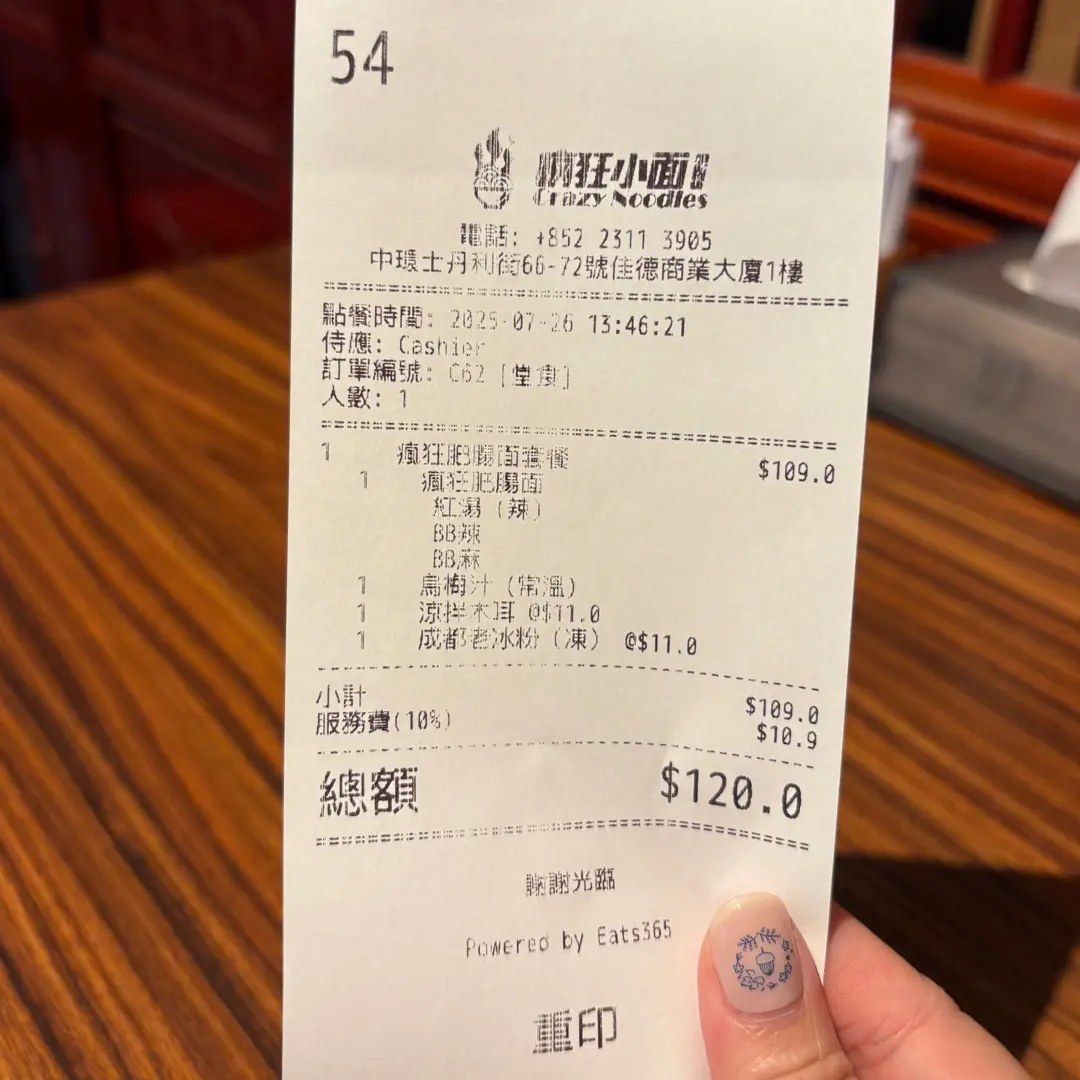 54
瘋狂小面!
Crazy Noodles
電話: +852 2311 3905
中環士丹利街66-72號佳德商業大廈1樓
點餐時間: 2025-07-26 13:46:21
侍應: Cashier
訂單編號: C62 [堂食]
人數: 1
1 瘋狂肥腸面套餐 $109.0
1 瘋狂肥腸面
紅湯 (辣)
BB辣
BB麻
1 烏梅汁 (常溫)
1 涼拌木耳 @$11.0
1 成都老冰粉 (凍) @$11.0
小計 $109.0
服務費(10%) $10.9
總額 $120.0
謝謝光臨
Powered by Eats365
重印